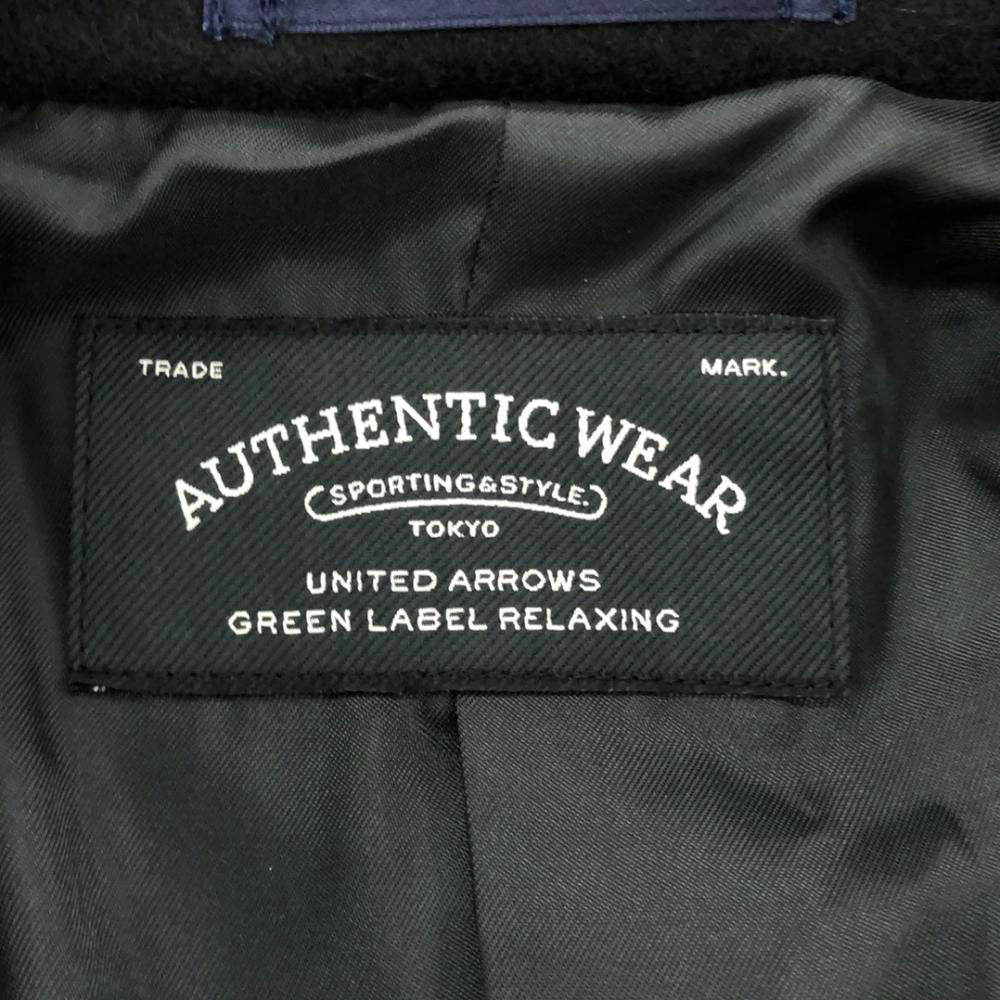 TRADE MARK.
AUTHENTIC WEAR
SPORTING&STYLE.
TOKYO
UNITED ARROWS
GREEN LABEL RELAXING